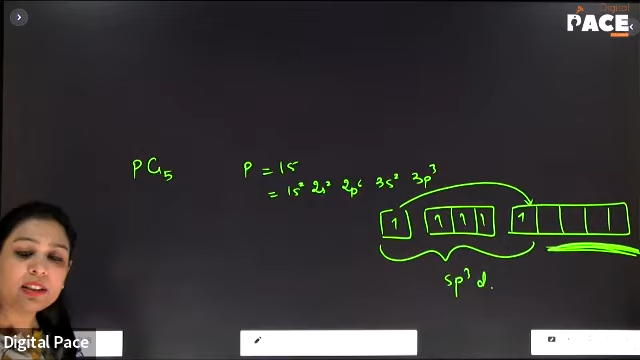 Digital
PACE
PCl₅
P = 15
= 1s² 2s² 2p⁶ 3s² 3p³
1 1 1 1 1
sp³d.
Digital Pace